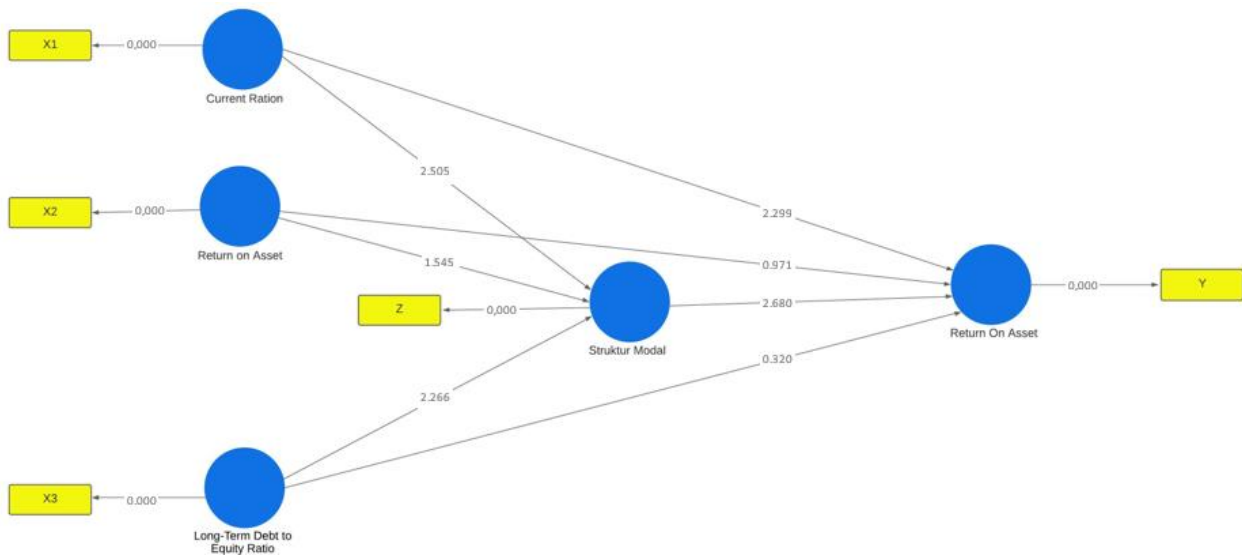 X1
0,000
Current Ration
2.505
2.299
X2
0,000
Return on Asset
1.545
0.971
Z
0,000
Struktur Modal
2.680
Return On Asset
0,000
Y
0.320
2.266
X3
0.000
Long-Term Debt to
Equity Ratio